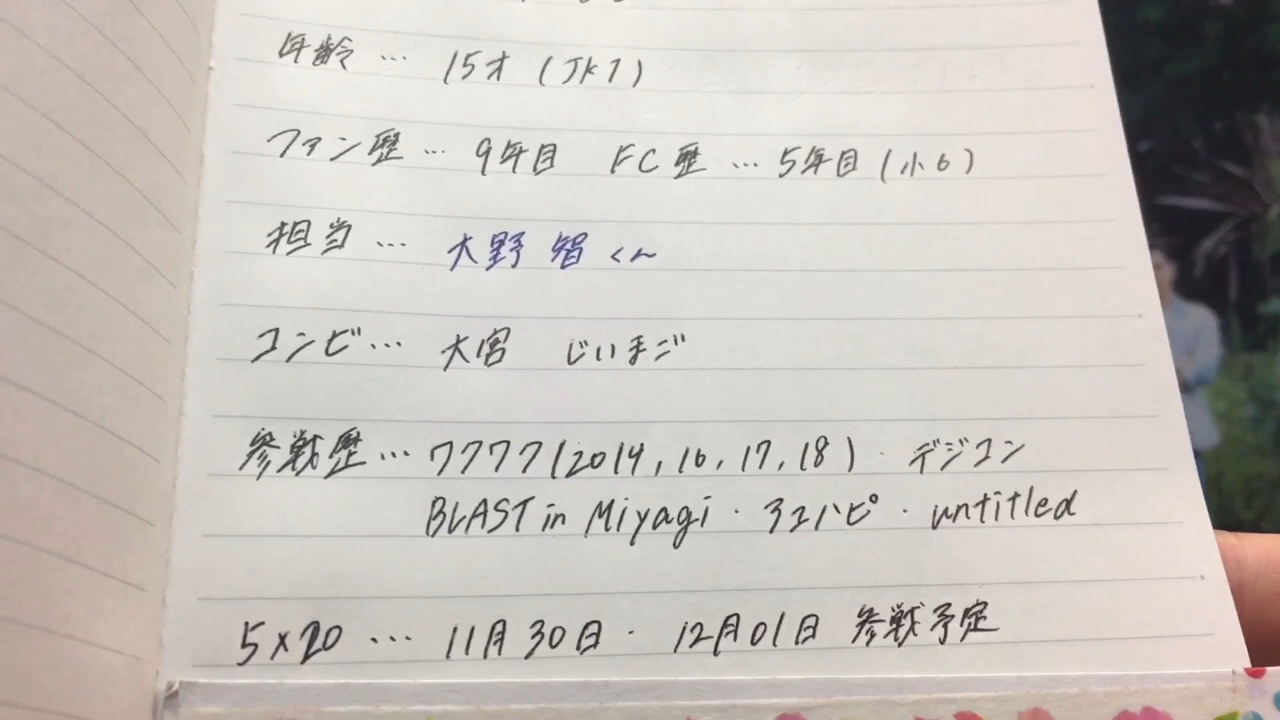 年齢… 15才 (JK1)
ファン歴… 9年目 FC歴…5年目(小6)
担当… 大野 智くん
コンビ… 大宮 じいまご
参戦歴… ワクワク(2014,16,17,18)・デジコン
BLAST in Miyagi・アユハピ・untitled
5×20… 11月30日・12月01日 参戦予定